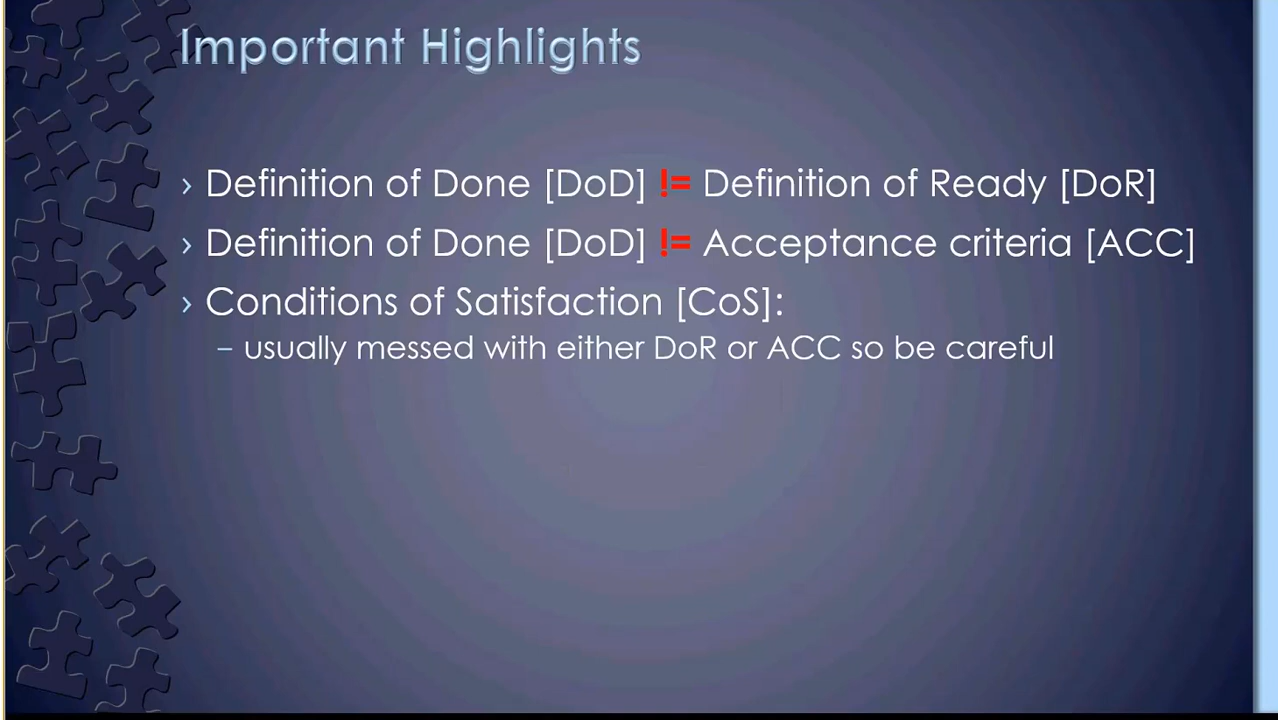 Important Highlights
› Definition of Done [DoD] != Definition of Ready [DoR]
› Definition of Done [DoD] != Acceptance criteria [ACC]
› Conditions of Satisfaction [CoS]:
– usually messed with either DoR or ACC so be careful